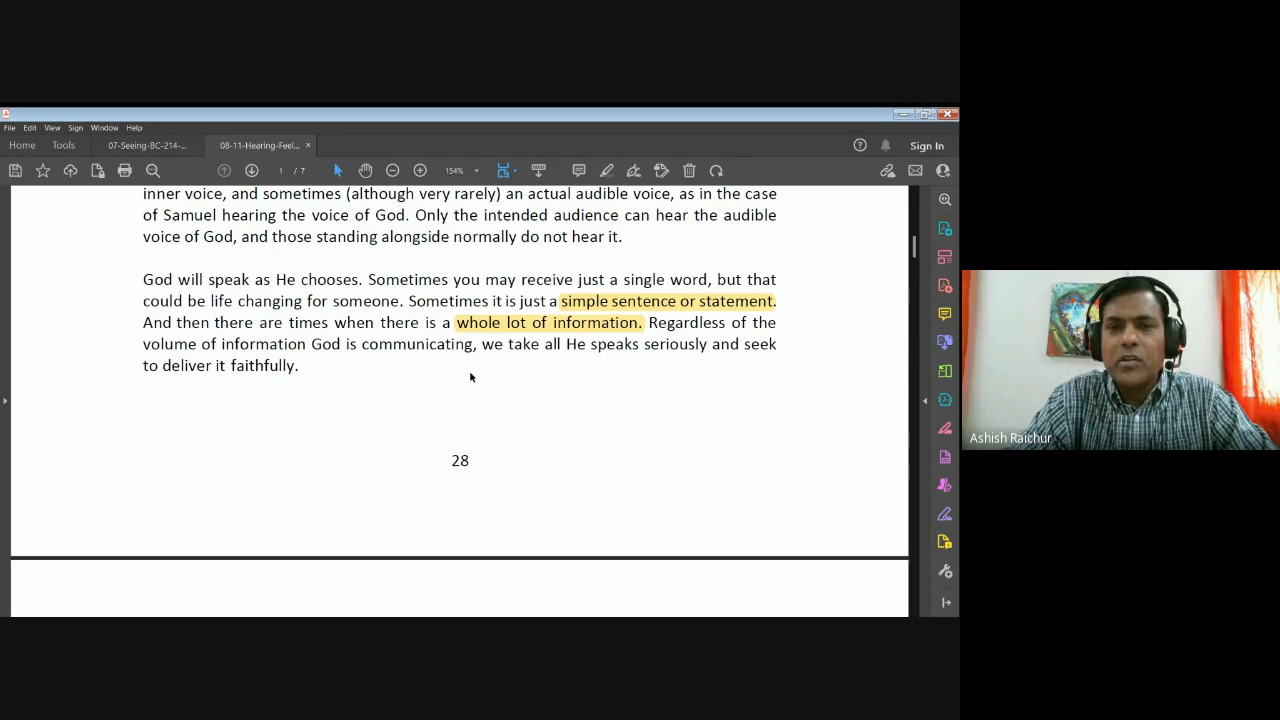 File Edit View Sign Window Help
Home Tools 07-Seeing-BC-214-... 08-11-Hearing-Feel... × Sign In
1 / 7 154%
inner voice, and sometimes (although very rarely) an actual audible voice, as in the case
of Samuel hearing the voice of God. Only the intended audience can hear the audible
voice of God, and those standing alongside normally do not hear it.
God will speak as He chooses. Sometimes you may receive just a single word, but that
could be life changing for someone. Sometimes it is just a simple sentence or statement.
And then there are times when there is a whole lot of information. Regardless of the
volume of information God is communicating, we take all He speaks seriously and seek
to deliver it faithfully.
28
Ashish Raichur